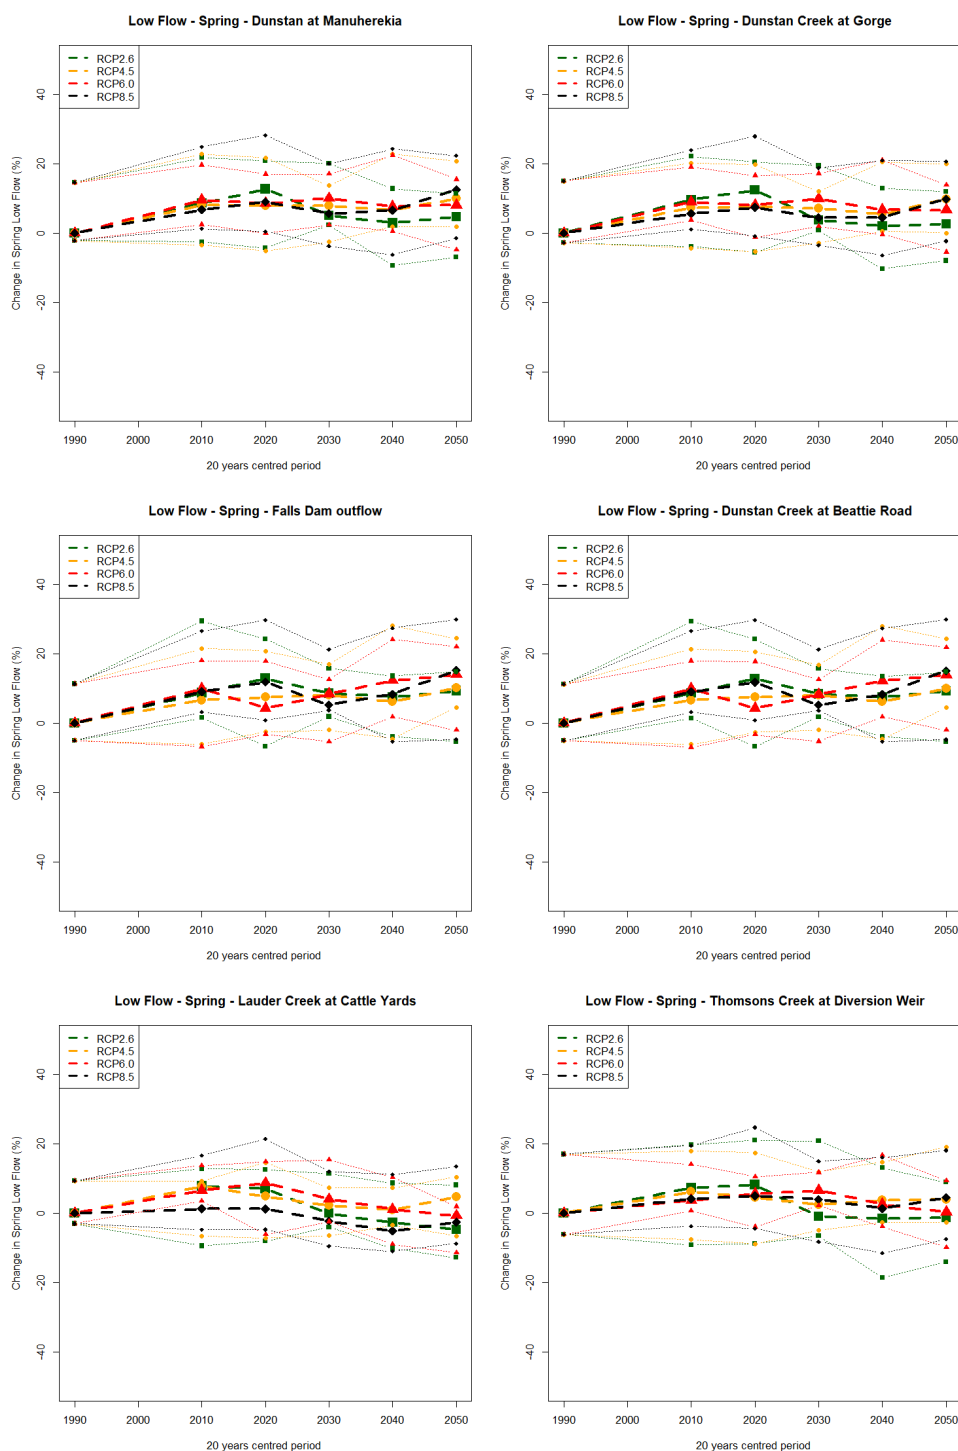 Low Flow - Spring - Dunstan at Manuherekia
RCP2.6
RCP4.5
RCP6.0
RCP8.5
Change in Spring Low Flow (%)
40
20
0
-20
-40
1990 2000 2010 2020 2030 2040 2050
20 years centred period
Low Flow - Spring - Dunstan Creek at Gorge
RCP2.6
RCP4.5
RCP6.0
RCP8.5
Change in Spring Low Flow (%)
40
20
0
-20
-40
1990 2000 2010 2020 2030 2040 2050
20 years centred period
Low Flow - Spring - Falls Dam outflow
RCP2.6
RCP4.5
RCP6.0
RCP8.5
Change in Spring Low Flow (%)
40
20
0
-20
-40
1990 2000 2010 2020 2030 2040 2050
20 years centred period
Low Flow - Spring - Dunstan Creek at Beattie Road
RCP2.6
RCP4.5
RCP6.0
RCP8.5
Change in Spring Low Flow (%)
40
20
0
-20
-40
1990 2000 2010 2020 2030 2040 2050
20 years centred period
Low Flow - Spring - Lauder Creek at Cattle Yards
RCP2.6
RCP4.5
RCP6.0
RCP8.5
Change in Spring Low Flow (%)
40
20
0
-20
-40
1990 2000 2010 2020 2030 2040 2050
20 years centred period
Low Flow - Spring - Thomsons Creek at Diversion Weir
RCP2.6
RCP4.5
RCP6.0
RCP8.5
Change in Spring Low Flow (%)
40
20
0
-20
-40
1990 2000 2010 2020 2030 2040 2050
20 years centred period